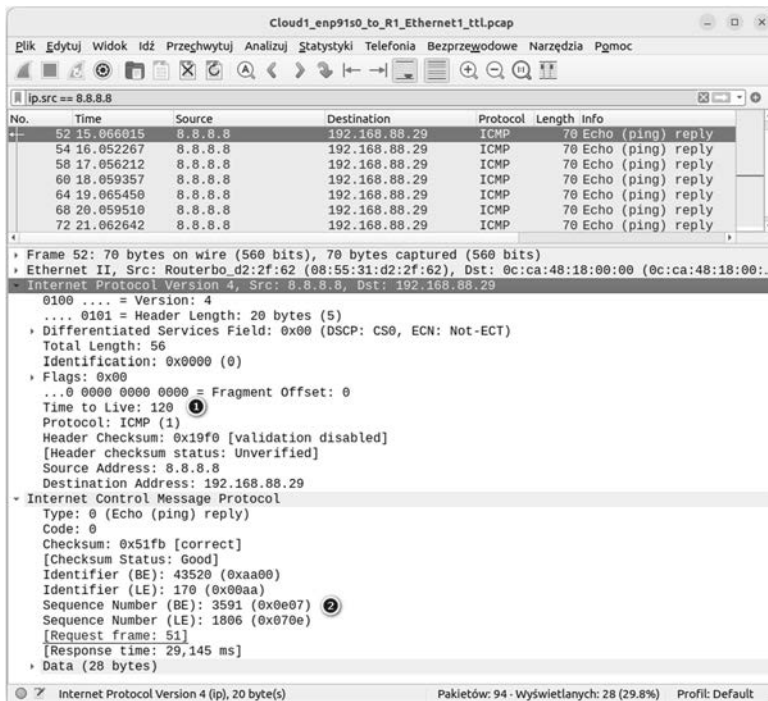 Cloud1_enp91s0_to_R1_Ethernet1_ttl.pcap
Plik Edytuj Widok Idź Przechwytuj Analizuj Statystyki Telefonia Bezprzewodowe Narzędzia Pomoc
ip.src == 8.8.8.8
No. Time Source Destination Protocol Length Info
52 15.066015 8.8.8.8 192.168.88.29 ICMP 70 Echo (ping) reply
54 16.052267 8.8.8.8 192.168.88.29 ICMP 70 Echo (ping) reply
58 17.056212 8.8.8.8 192.168.88.29 ICMP 70 Echo (ping) reply
60 18.059357 8.8.8.8 192.168.88.29 ICMP 70 Echo (ping) reply
64 19.065450 8.8.8.8 192.168.88.29 ICMP 70 Echo (ping) reply
68 20.059510 8.8.8.8 192.168.88.29 ICMP 70 Echo (ping) reply
72 21.062642 8.8.8.8 192.168.88.29 ICMP 70 Echo (ping) reply
Frame 52: 70 bytes on wire (560 bits), 70 bytes captured (560 bits)
Ethernet II, Src: Routerbo_d2:2f:62 (08:55:31:d2:2f:62), Dst: 0c:ca:48:18:00:00 (0c:ca:48:18:00:..
Internet Protocol Version 4, Src: 8.8.8.8, Dst: 192.168.88.29
0100 .... = Version: 4
.... 0101 = Header Length: 20 bytes (5)
Differentiated Services Field: 0x00 (DSCP: CS0, ECN: Not-ECT)
Total Length: 56
Identification: 0x0000 (0)
Flags: 0x00
...0 0000 0000 0000 = Fragment Offset: 0
Time to Live: 120 1
Protocol: ICMP (1)
Header Checksum: 0x19f0 [validation disabled]
[Header checksum status: Unverified]
Source Address: 8.8.8.8
Destination Address: 192.168.88.29
Internet Control Message Protocol
Type: 0 (Echo (ping) reply)
Code: 0
Checksum: 0x51fb [correct]
[Checksum Status: Good]
Identifier (BE): 43520 (0xaa00)
Identifier (LE): 170 (0x00aa)
Sequence Number (BE): 3591 (0x0e07) 2
Sequence Number (LE): 1806 (0x070e)
[Request frame: 51]
[Response time: 29,145 ms]
Data (28 bytes)
Internet Protocol Version 4 (ip), 20 byte(s) Pakietów: 94 · Wyświetlanych: 28 (29.8%) Profil: Default